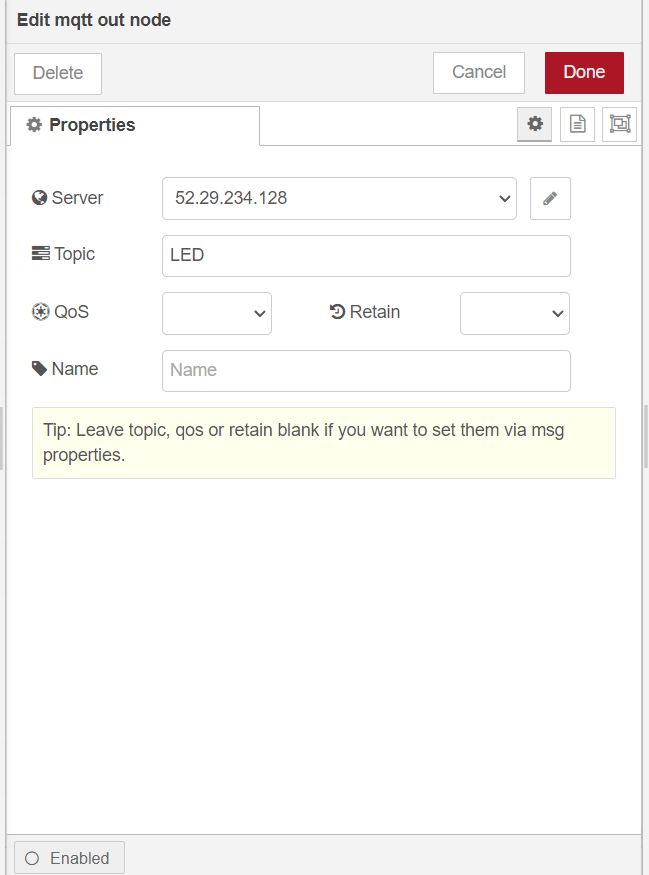 Edit mqtt out node
Delete
Cancel
Done
Properties
Server
52.29.234.128
Topic
LED
QoS
Retain
Name
Name
Tip: Leave topic, qos or retain blank if you want to set them via msg
properties.
Enabled